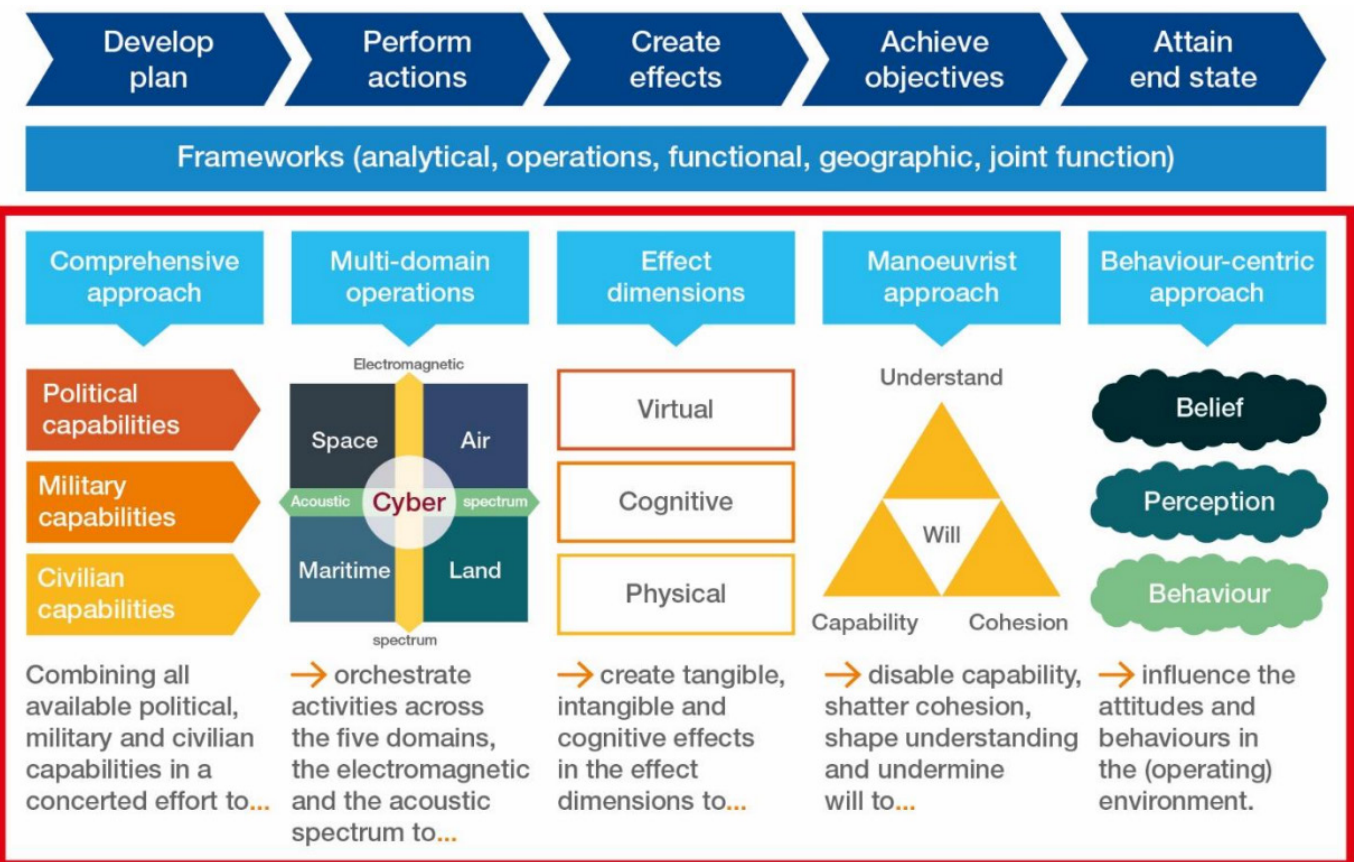 Develop
plan
Perform
actions
Create
effects
Achieve
objectives
Attain
end state
Frameworks (analytical, operations, functional, geographic, joint function)
Comprehensive
approach
Multi-domain
operations
Effect
dimensions
Manoeuvrist
approach
Behaviour-centric
approach
Political
capabilities
Military
capabilities
Civilian
capabilities
Electromagnetic
Space
Air
Acoustic
Cyber
spectrum
Maritime
Land
spectrum
Virtual
Cognitive
Physical
Understand
Will
Capability
Cohesion
Belief
Perception
Behaviour
Combining all
available political,
military and civilian
capabilities in a
concerted effort to...
→ orchestrate
activities across
the five domains,
the electromagnetic
and the acoustic
spectrum to...
→ create tangible,
intangible and
cognitive effects
in the effect
dimensions to...
→ disable capability,
shatter cohesion,
shape understanding
and undermine
will to...
→ influence the
attitudes and
behaviours in
the (operating)
environment.